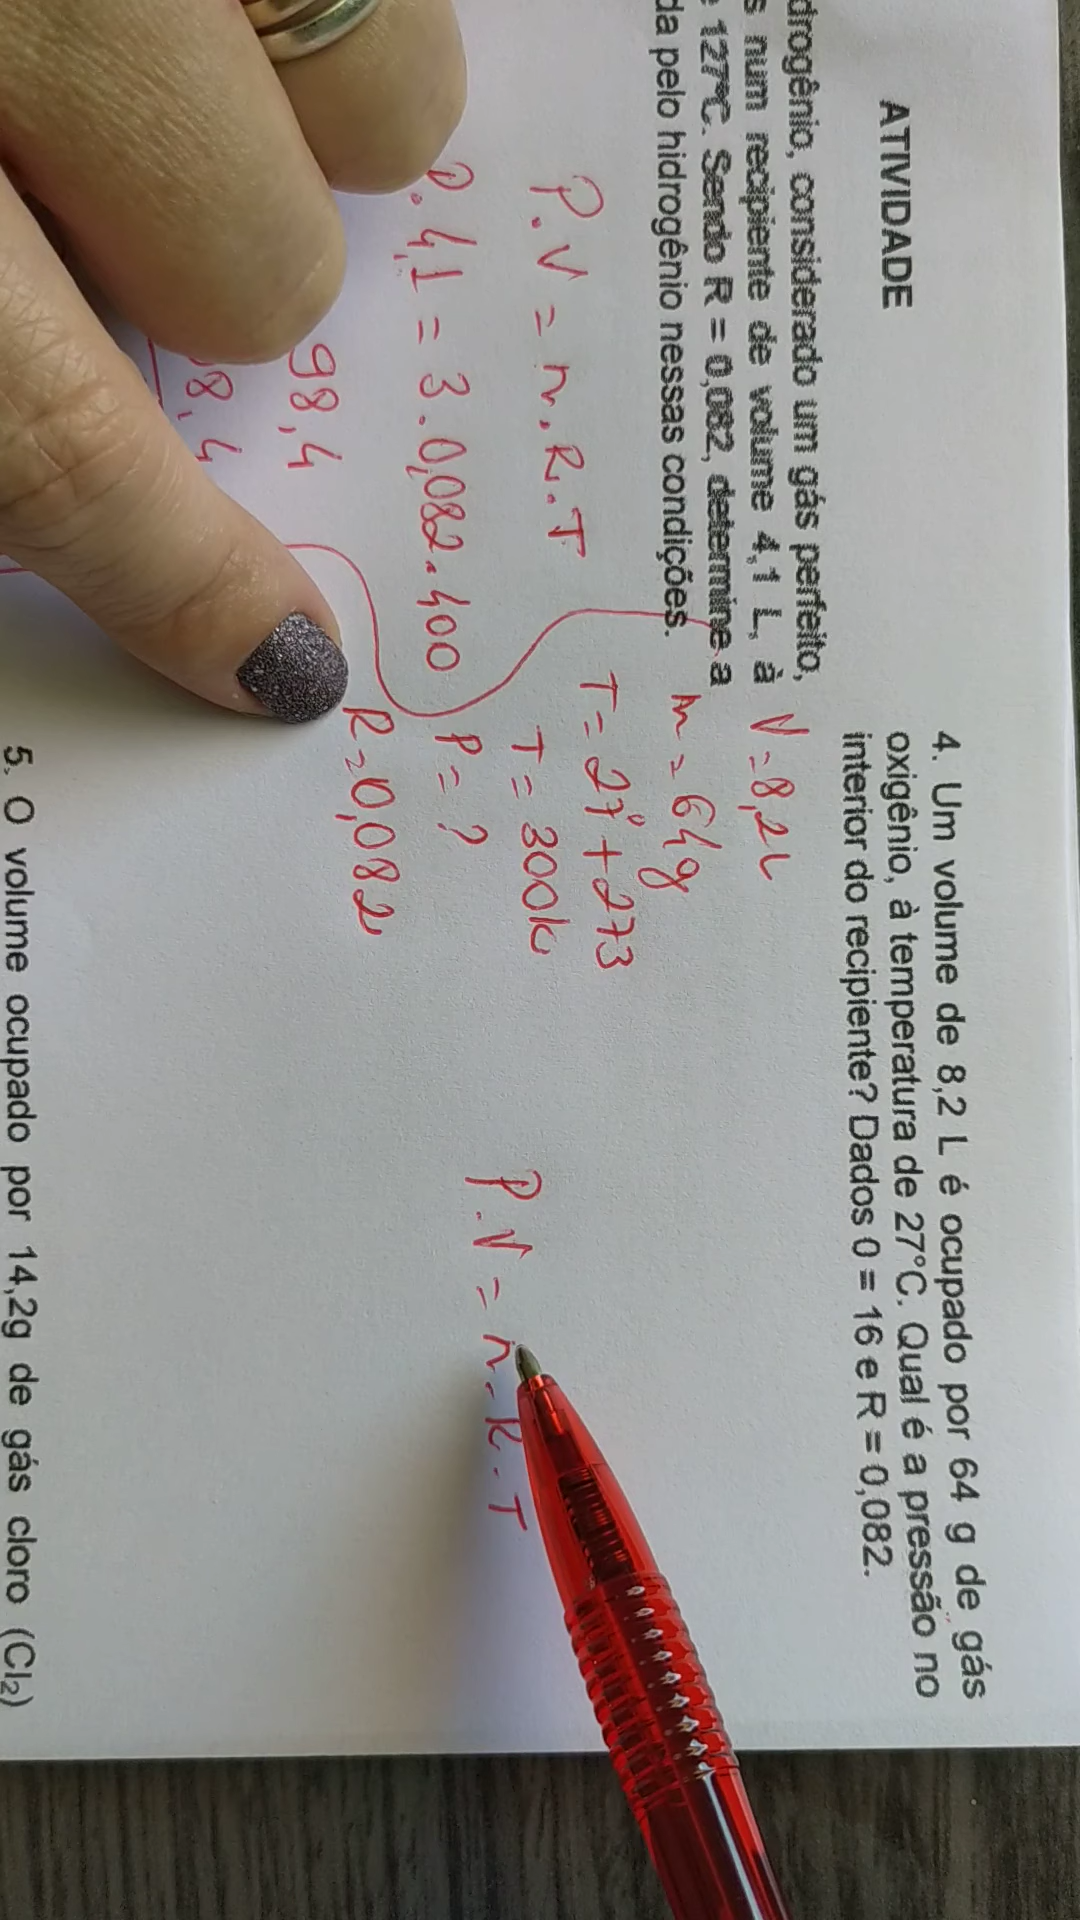 ATIVIDADE
drogênio, considerado um gás perfeito,
s num recipiente de volume 4,1 L, à
127°C. Sendo R = 0,082, determine a
da pelo hidrogênio nessas condições.
P.V = n.R.T
P.4,1 = 3.0,082.400
98,4
8,4
4. Um volume de 8,2 L é ocupado por 64 g de gás
oxigênio, à temperatura de 27°C. Qual é a pressão no
interior do recipiente? Dados 0 = 16 e R = 0,082.
V = 8,2L
m = 64g
T = 27° + 273
T = 300k
P = ?
R = 0,082
P.V = n.R.T
5. O volume ocupado por 14,2g de gás cloro (Cl₂)